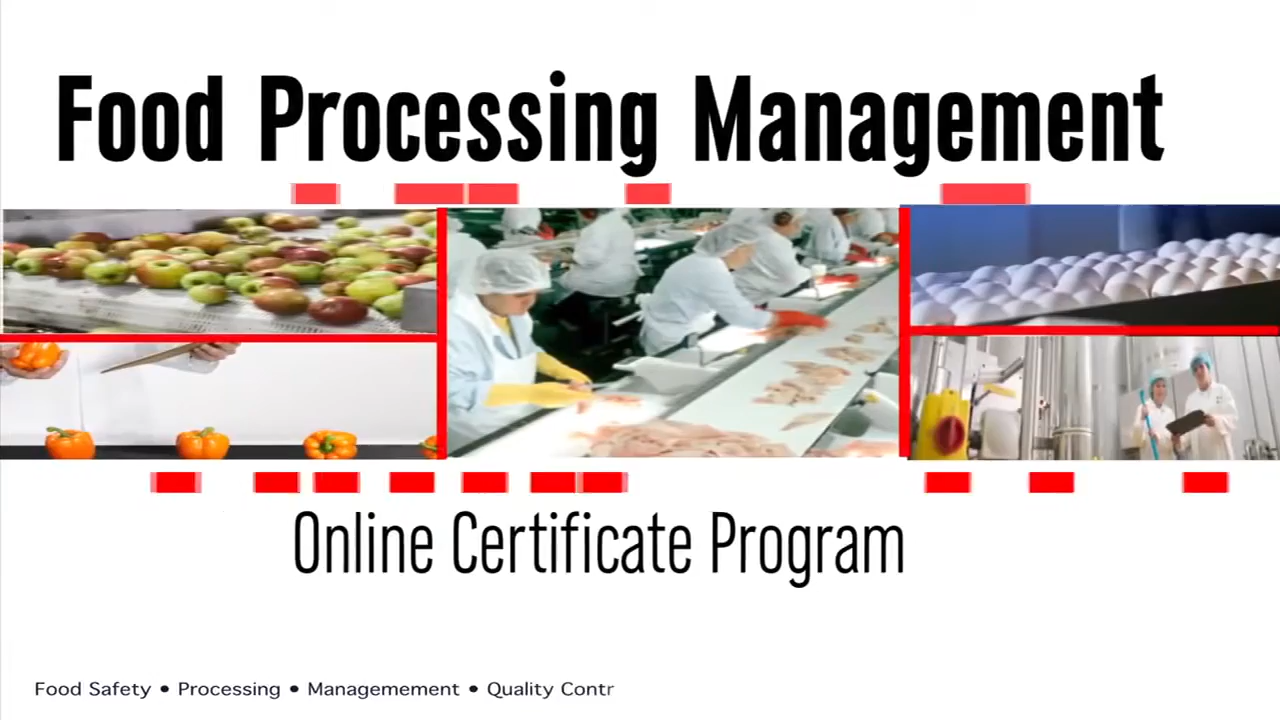 Food Processing Management
Online Certificate Program
Food Safety • Processing • Managemement • Quality Contr